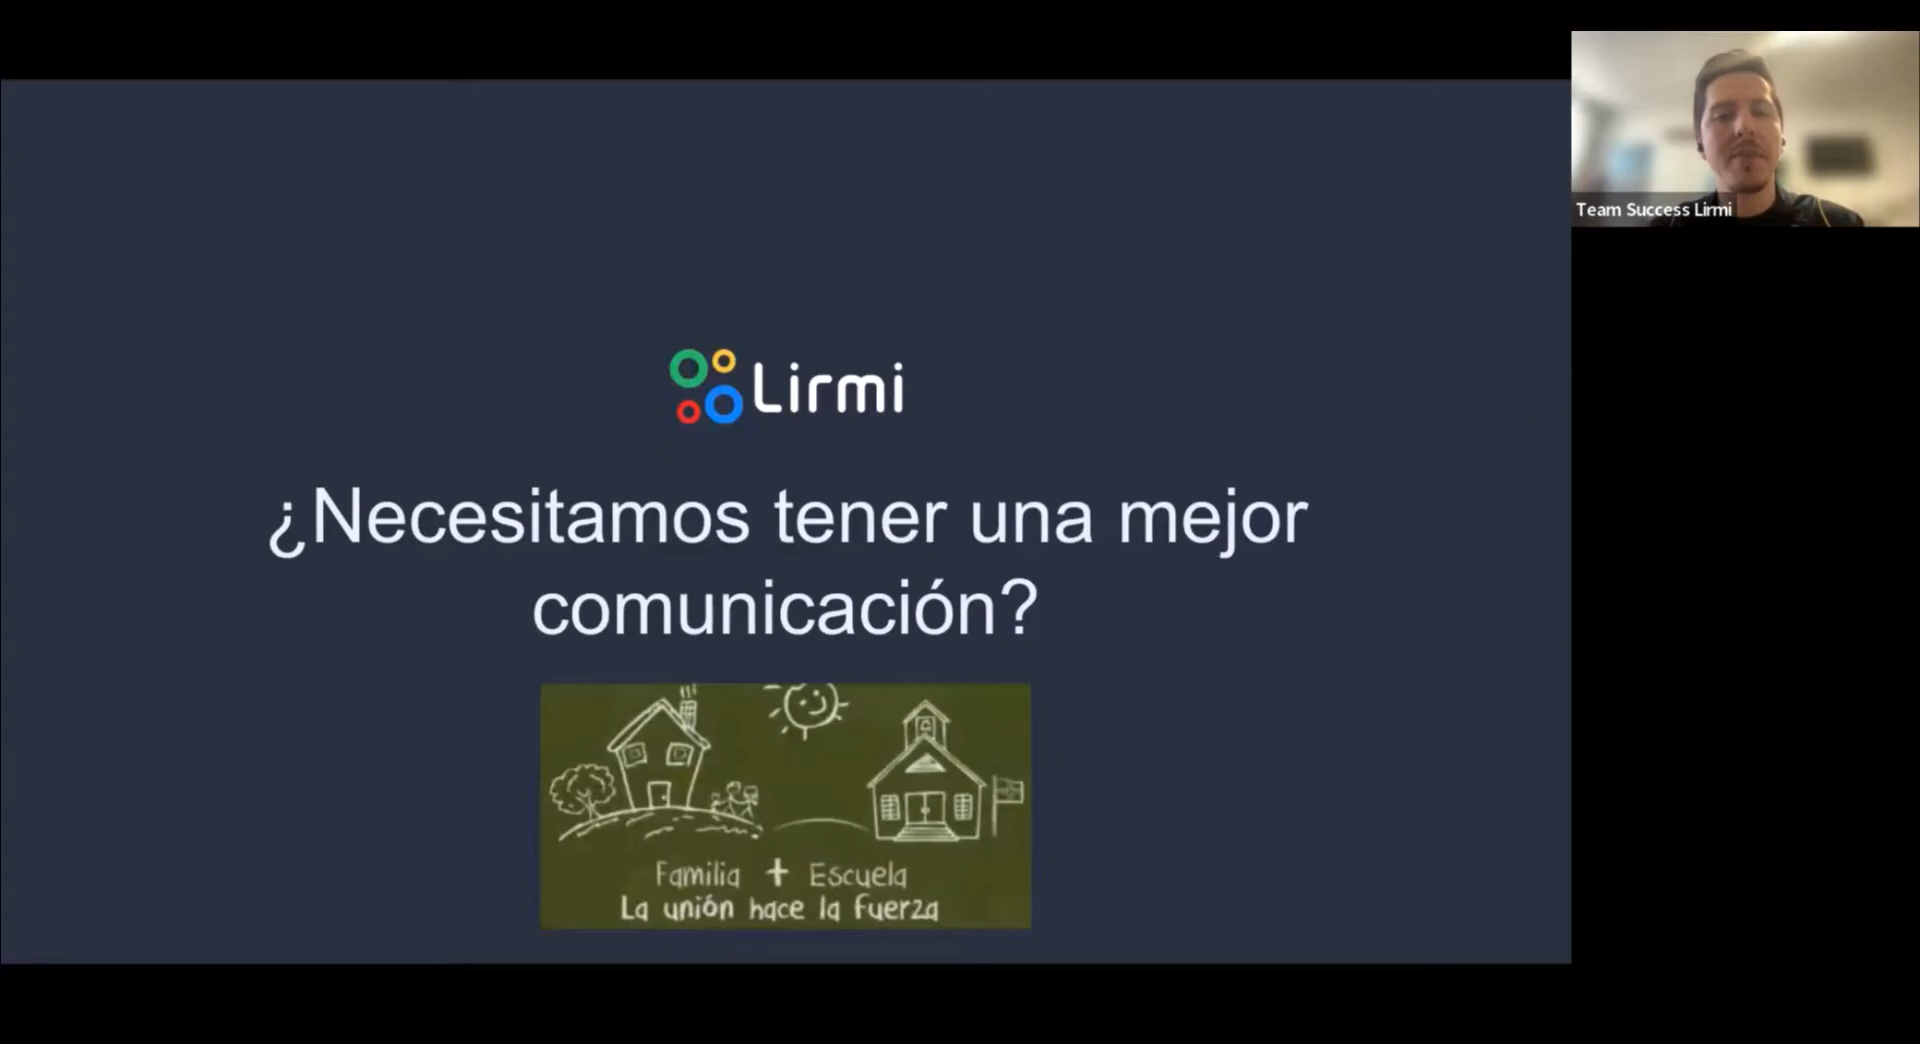 Team Success Lirmi
Lirmi
¿Necesitamos tener una mejor
comunicación?
Familia + Escuela
La unión hace la fuerza